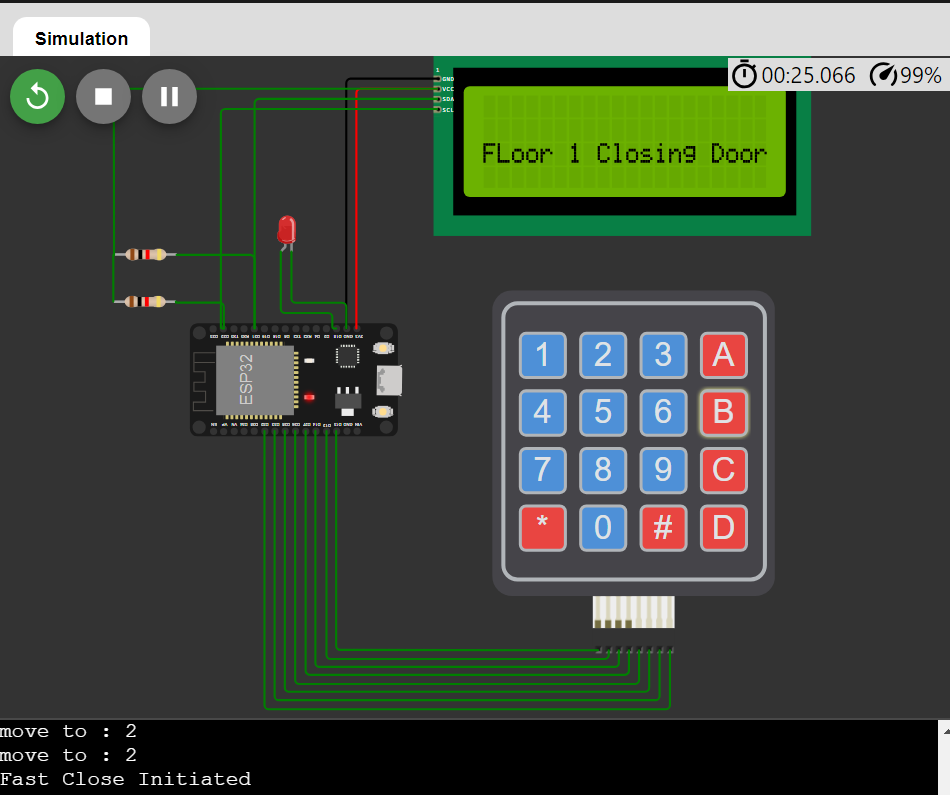 Simulation
00:25.066 99%
1
GND
VCC
SDA
SCL
FLoor 1 Closing Door
ESP32
1 2 3 A
4 5 6 B
7 8 9 C
* 0 # D
move to : 2
move to : 2
Fast Close Initiated